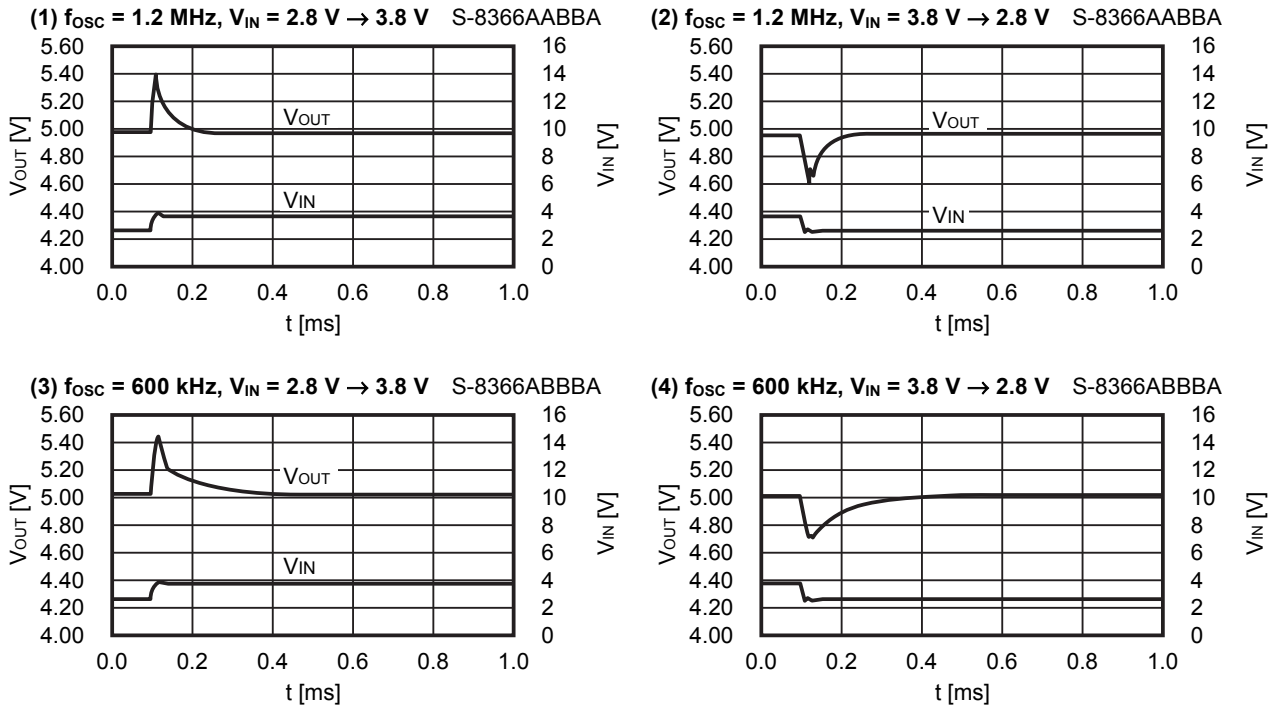 (1) fOSC = 1.2 MHz, VIN = 2.8 V → 3.8 V S-8366AABBA
5.60
5.40
5.20
5.00
4.80
4.60
4.40
4.20
4.00
VOUT [V]
16
14
12
10
8
6
4
2
0
VIN [V]
VOUT
VIN
0.0 0.2 0.4 0.6 0.8 1.0
t [ms]
(2) fOSC = 1.2 MHz, VIN = 3.8 V → 2.8 V S-8366AABBA
5.60
5.40
5.20
5.00
4.80
4.60
4.40
4.20
4.00
VOUT [V]
16
14
12
10
8
6
4
2
0
VIN [V]
VOUT
VIN
0.0 0.2 0.4 0.6 0.8 1.0
t [ms]
(3) fOSC = 600 kHz, VIN = 2.8 V → 3.8 V S-8366ABBBA
5.60
5.40
5.20
5.00
4.80
4.60
4.40
4.20
4.00
VOUT [V]
16
14
12
10
8
6
4
2
0
VIN [V]
VOUT
VIN
0.0 0.2 0.4 0.6 0.8 1.0
t [ms]
(4) fOSC = 600 kHz, VIN = 3.8 V → 2.8 V S-8366ABBBA
5.60
5.40
5.20
5.00
4.80
4.60
4.40
4.20
4.00
VOUT [V]
16
14
12
10
8
6
4
2
0
VIN [V]
0.0 0.2 0.4 0.6 0.8 1.0
t [ms]